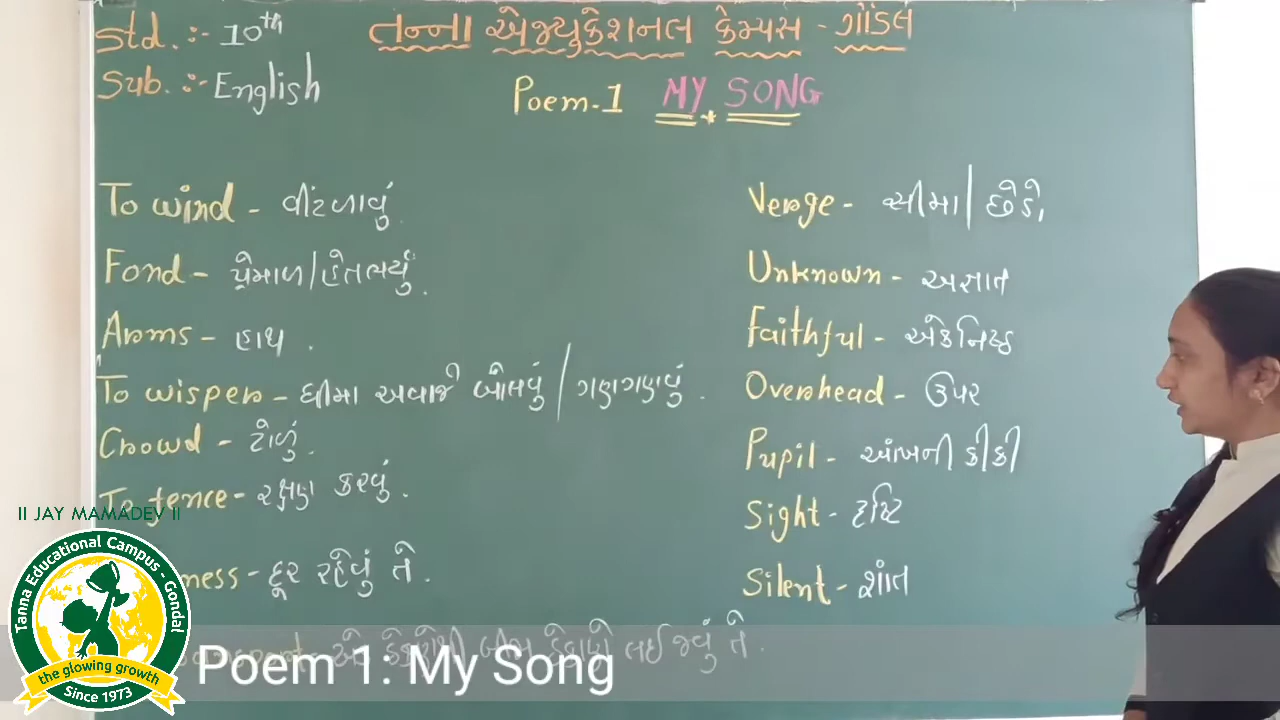 Std. :- 10th
તન્ના એજ્યુકેશનલ કેમ્પસ - ગોંડલ
Sub. :- English
Poem-1 MY SONG
To wind - વીંટળાવું
Fond - પ્રેમાળ/હેતભર્યું.
Arms - હાથ .
To wisper - ધીમા અવાજે બોલવું / ગણગણવું .
Crowd - ટોળું.
To fence - રક્ષણ કરવું .
ness - દૂર રહેવું તે .
લઈ જવું તે .
Verge - સીમા/છેડો,
Unknown - અજ્ઞાત
Faithful - એકનિષ્ઠ
Overhead - ઉપર
Pupil - આંખની કીકી
Sight - દૃષ્ટિ
Silent - શાંત
II JAY MAMADEV II
Tanna Educational Campus - Gondal
the glowing growth
Since 1973
Poem 1: My Song